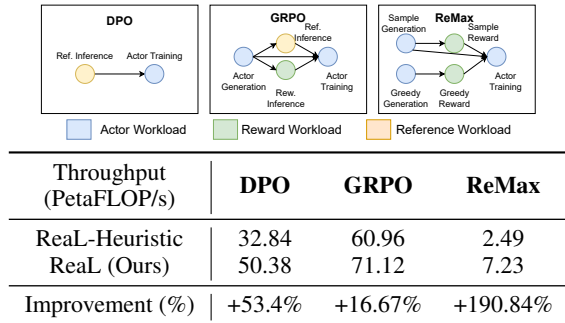 DPO
Ref. Inference
Actor Training
GRPO
Ref.
Inference
Actor
Generation
Rew.
Inference
Actor
Training
ReMax
Sample
Generation
Sample
Reward
Greedy
Generation
Greedy
Reward
Actor
Training
Actor Workload
Reward Workload
Reference Workload
Throughput
(PetaFLOP/s) DPO GRPO ReMax
ReaL-Heuristic 32.84 60.96 2.49
ReaL (Ours) 50.38 71.12 7.23
Improvement (%) +53.4% +16.67% +190.84%